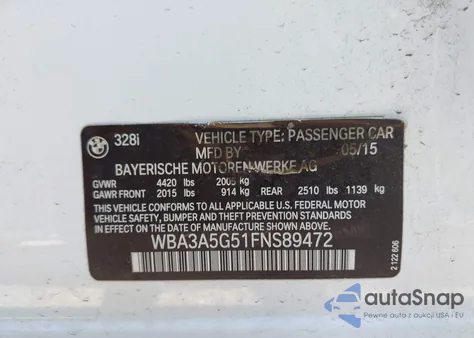 328i VEHICLE TYPE: PASSENGER CAR
MFD BY 05/15
BAYERISCHE MOTOREN WERKE AG
GVWR 4420 lbs 2005 kg
GAWR FRONT 2015 lbs 914 kg REAR 2510 lbs 1139 kg
THIS VEHICLE CONFORMS TO ALL APPLICABLE U.S. FEDERAL MOTOR
VEHICLE SAFETY, BUMPER, AND THEFT PREVENTION STANDARDS
IN EFFECT ON THE DATE OF MANUFACTURE SHOWN ABOVE.
WBA3A5G51FNS89472
2 122 606
autoSnap
Pewne auta z aukcji USA i EU